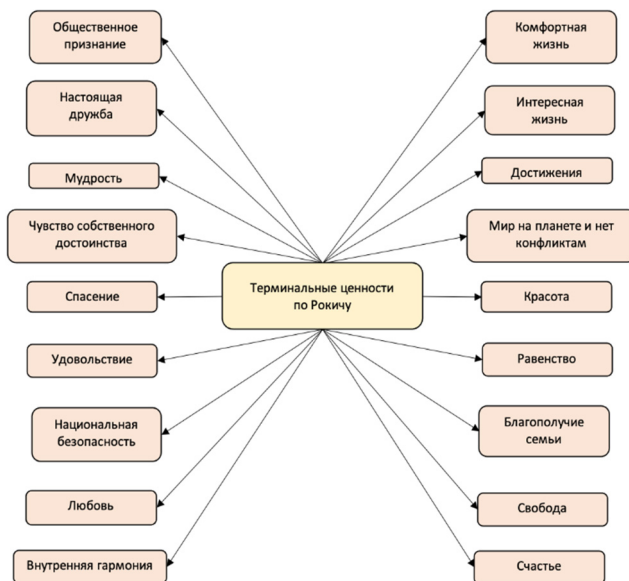 Общественное
признание
Настоящая
дружба
Мудрость
Чувство собственного
достоинства
Спасение
Удовольствие
Национальная
безопасность
Любовь
Внутренняя гармония
Терминальные ценности
по Рокичу
Комфортная
жизнь
Интересная
жизнь
Достижения
Мир на планете и нет
конфликтам
Красота
Равенство
Благополучие
семьи
Свобода
Счастье